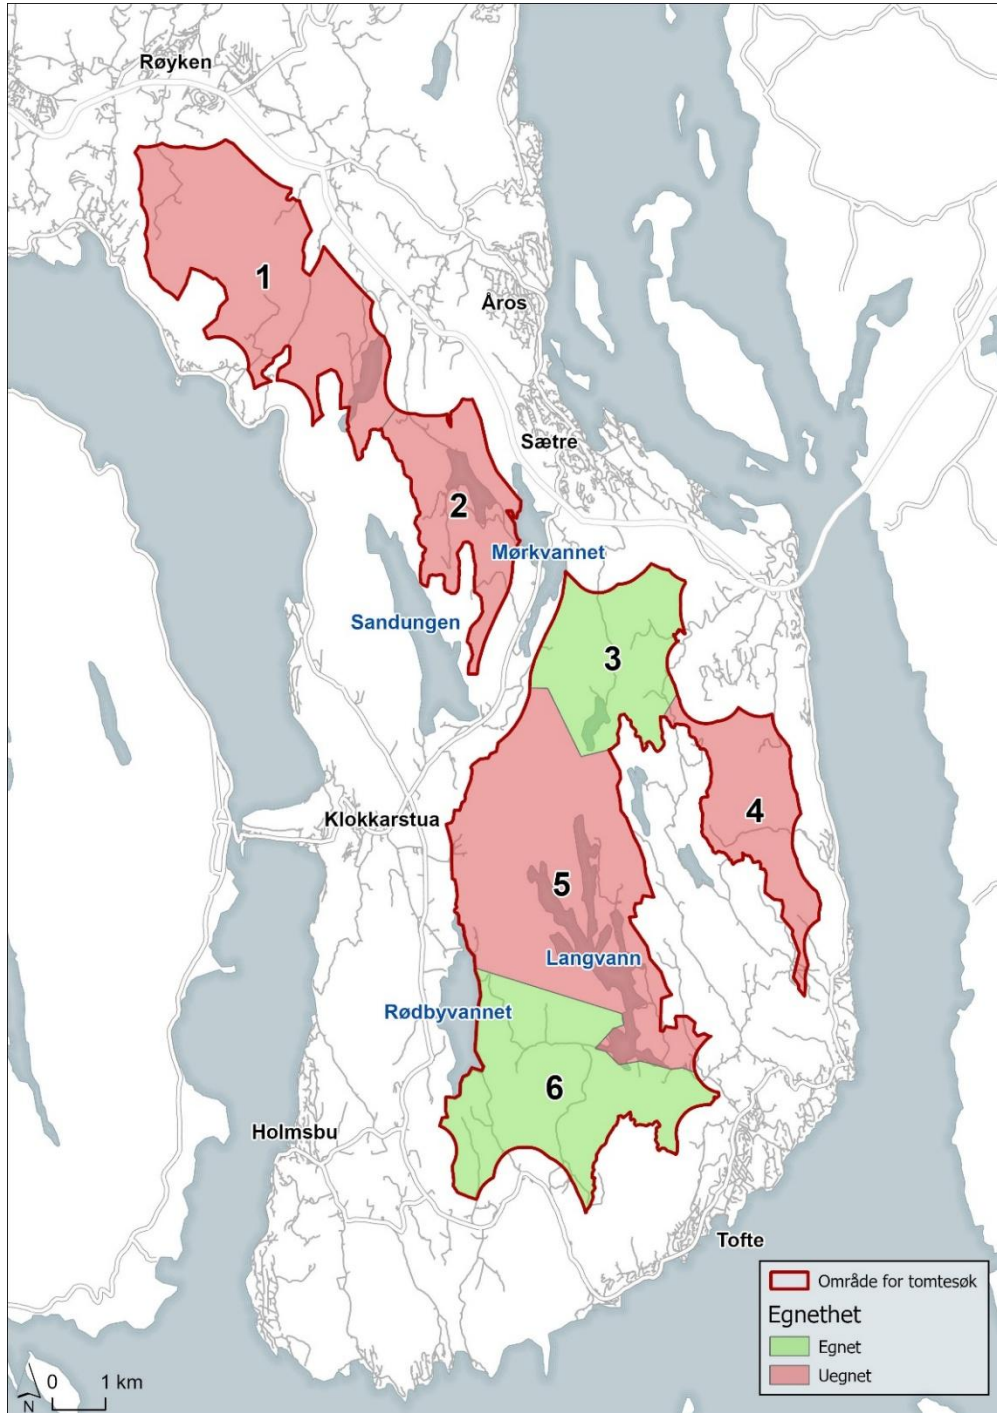 Røyken
1
Åros
Sætre
2
Mørkvannet
Sandungen
3
4
Klokkarstua
5
Langvann
Rødbyvannet
6
Holmsbu
Tofte
Område for tomtesøk
Egnethet
Egnet
Uegnet
0 1 km
N